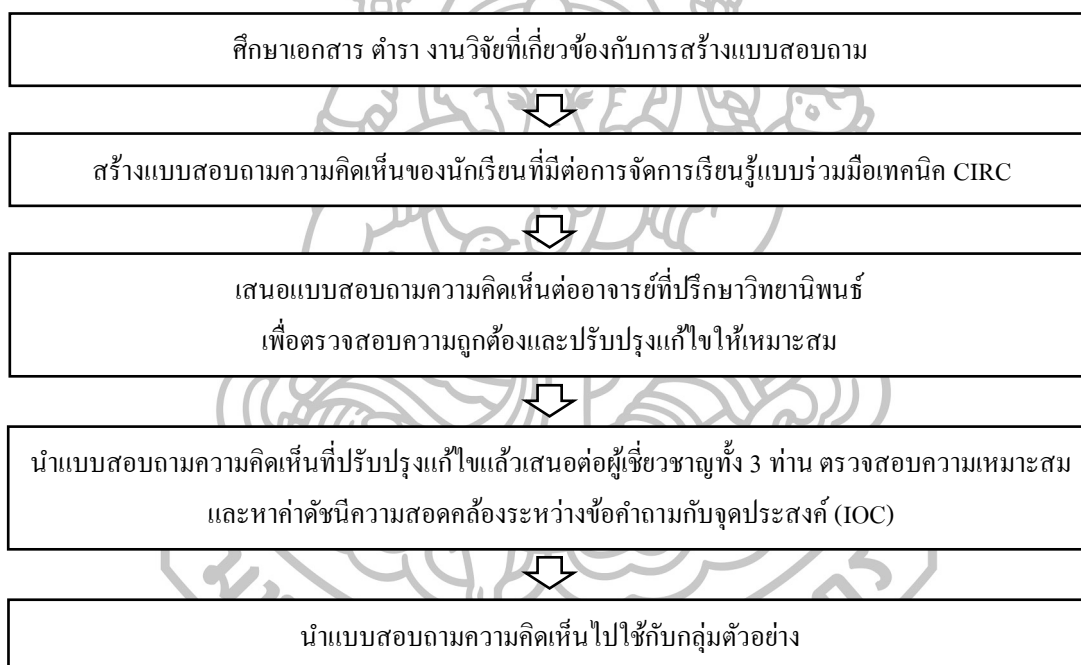 ศึกษาเอกสาร ตำรา งานวิจัยที่เกี่ยวข้องกับการสร้างแบบสอบถาม
สร้างแบบสอบถามความคิดเห็นของนักเรียนที่มีต่อการจัดการเรียนรู้แบบร่วมมือเทคนิค CIRC
เสนอแบบสอบถามความคิดเห็นต่ออาจารย์ที่ปรึกษาวิทยานิพนธ์
เพื่อตรวจสอบความถูกต้องและปรับปรุงแก้ไขให้เหมาะสม
นำแบบสอบถามความคิดเห็นที่ปรับปรุงแก้ไขแล้วเสนอต่อผู้เชี่ยวชาญทั้ง 3 ท่าน ตรวจสอบความเหมาะสม
และหาค่าดัชนีความสอดคล้องระหว่างข้อคำถามกับจุดประสงค์ (IOC)
นำแบบสอบถามความคิดเห็นไปใช้กับกลุ่มตัวอย่าง